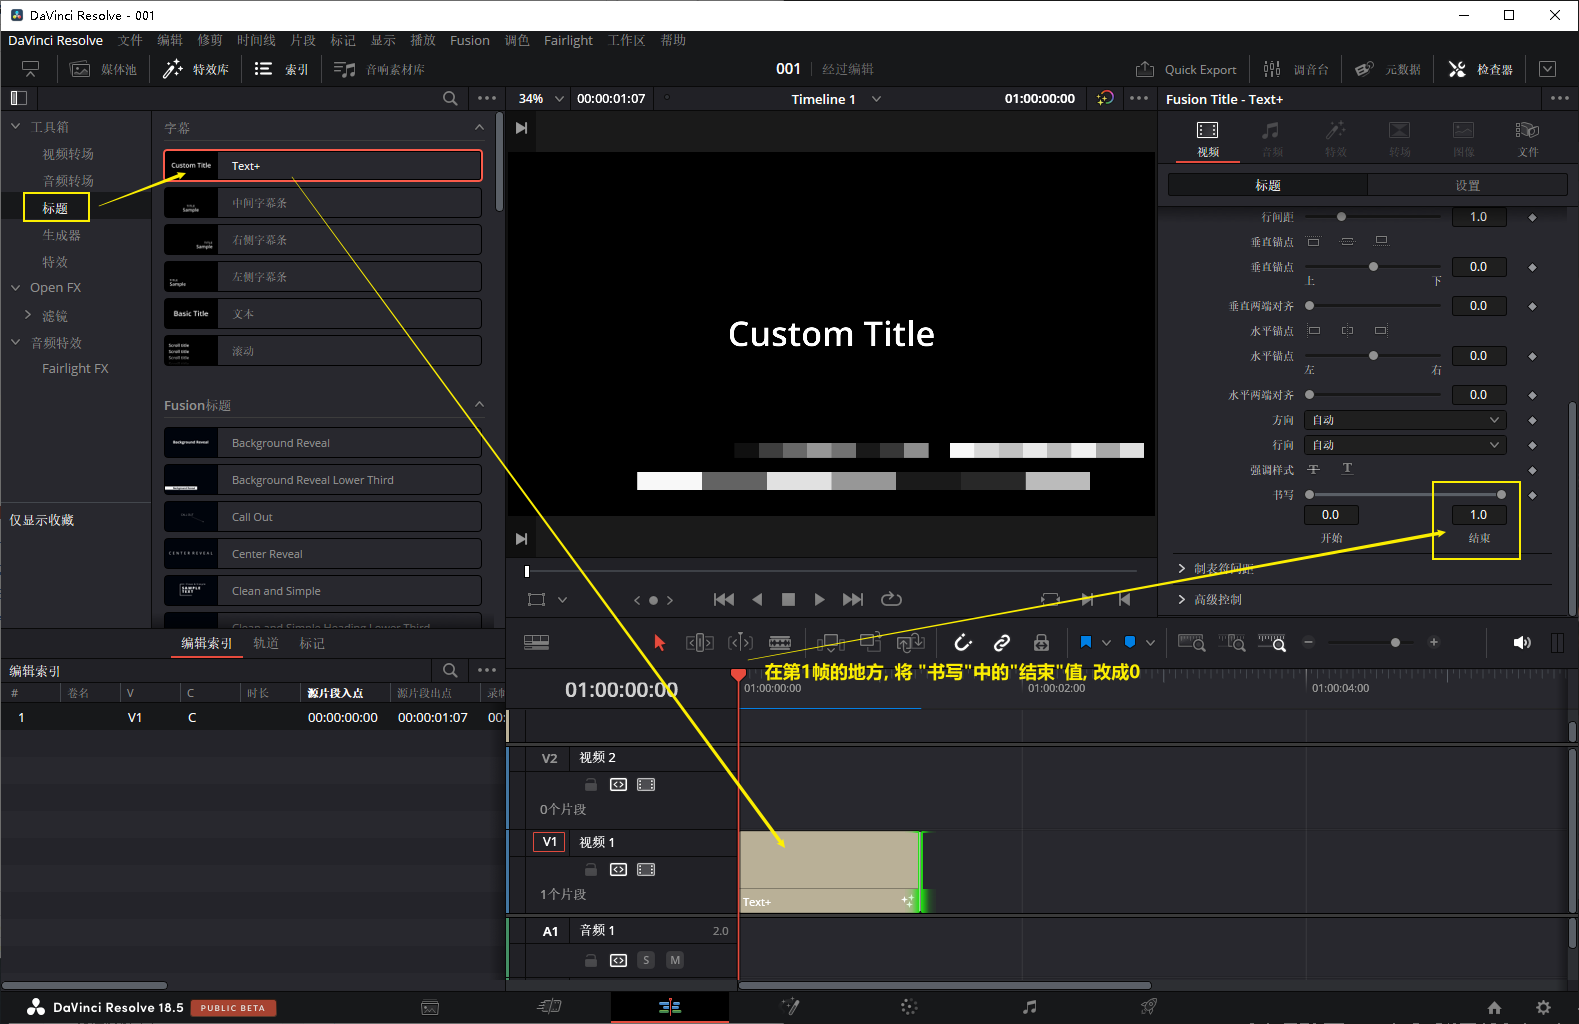 DaVinci Resolve - 001
DaVinci Resolve 文件 编辑 修剪 时间线 片段 标记 显示 播放 Fusion 调色 Fairlight 工作区 帮助
媒体池 特效库 索引 音响素材库 001 经过编辑 Quick Export 调音台 元数据 检查器
34% 00:00:01:07 Timeline 1 01:00:00:00 Fusion Title - Text+
工具箱
视频转场
音频转场
标题
生成器
特效
Open FX
滤镜
音频特效
Fairlight FX
仅显示收藏
字幕
Custom Title Text+
Sample 中间字幕条
Sample 右侧字幕条
Sample 左侧字幕条
Basic Title 文本
Scroll title
Scroll title
Scroll title
滚动
Fusion标题
Background Reveal Background Reveal
Background Reveal Lower Third
Call Out
CENTER REVEAL Center Reveal
SAMPLE TEXT Clean and Simple
Clean and Simple Heading Lower Third
Custom Title
视频 音频 特效 转场 图像 文件
标题 设置
行间距 1.0
垂直锚点
垂直锚点 0.0
上 下
垂直两端对齐 0.0
水平锚点
水平锚点 0.0
左 右
水平两端对齐 0.0
方向 自动
行向 自动
强调样式 T T
书写
0.0 1.0
开始 结束
制表符间距
高级控制
编辑索引 轨道 标记
编辑索引
# 卷名 V C 时长 源片段入点 源片段出点 录制
1 V1 C 00:00:00:00 00:00:01:07 00:
在第1帧的地方, 将 "书写"中的"结束"值, 改成0
01:00:00:00 01:00:00:00 01:00:02:00 01:00:04:00
V2 视频 2
0个片段
V1 视频 1
1个片段
Text+
A1 音频 1 2.0
S M
DaVinci Resolve 18.5 PUBLIC BETA